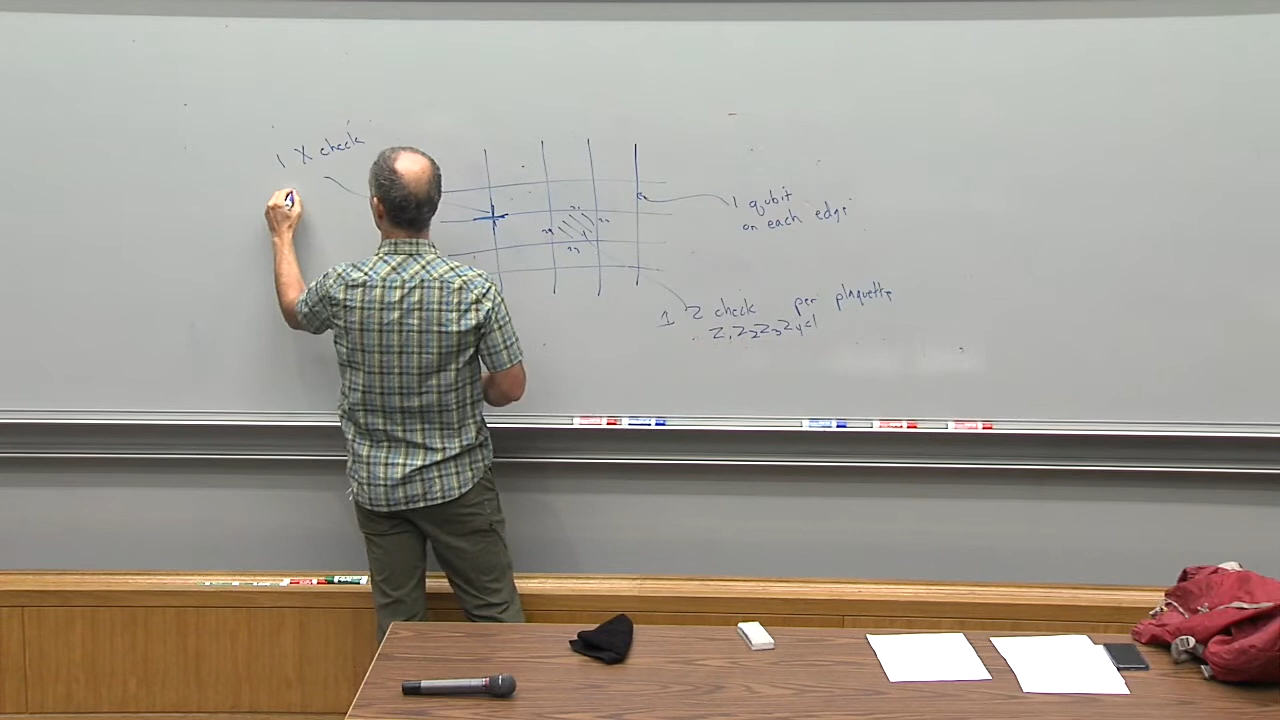 1 X check
1 qubit
on each edge
1 Z check per plaquette
Z1Z2Z3Z4=1